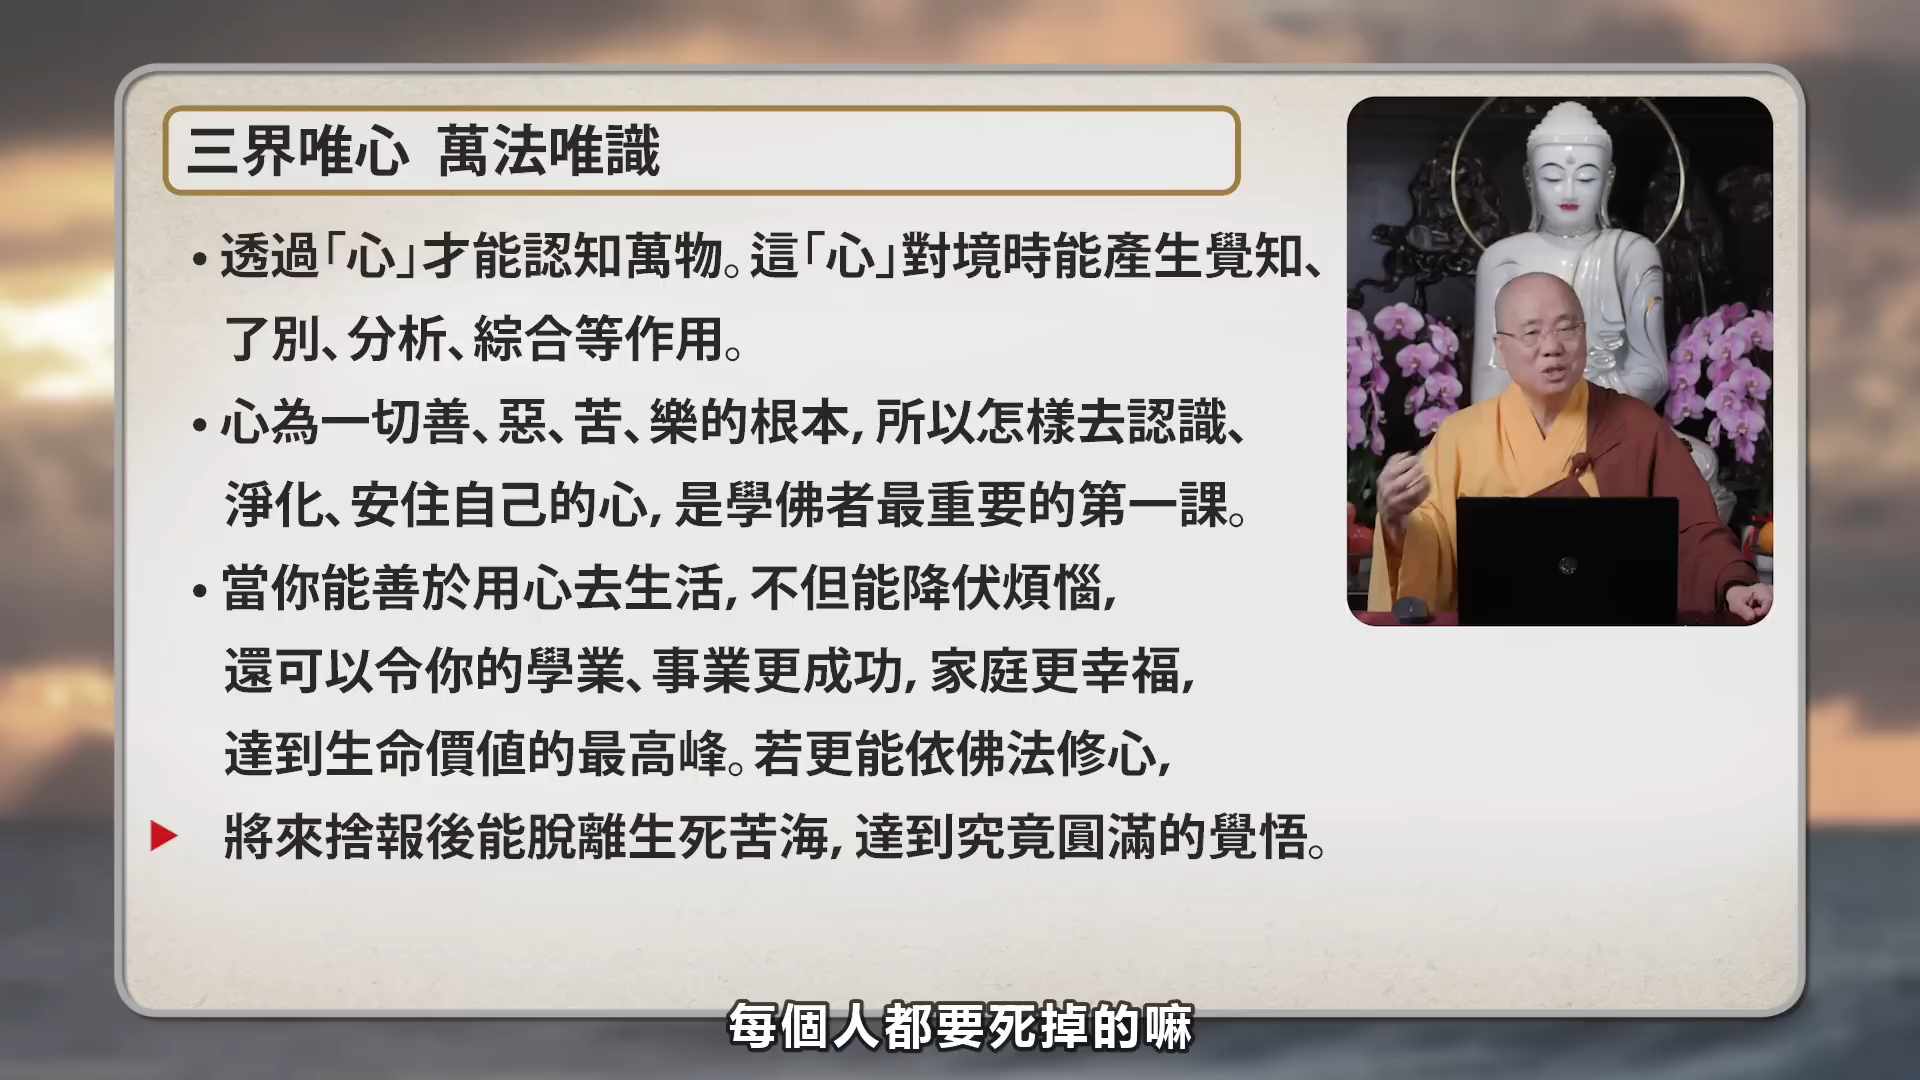 三界唯心 萬法唯識
•透過「心」才能認知萬物。這「心」對境時能產生覺知、
了別、分析、綜合等作用。
•心為一切善、惡、苦、樂的根本,所以怎樣去認識、
淨化、安住自己的心,是學佛者最重要的第一課。
•當你能善於用心去生活,不但能降伏煩惱,
還可以令你的學業、事業更成功,家庭更幸福,
達到生命價值的最高峰。若更能依佛法修心,
將來捨報後能脫離生死苦海,達到究竟圓滿的覺悟。
每個人都要死掉的嘛